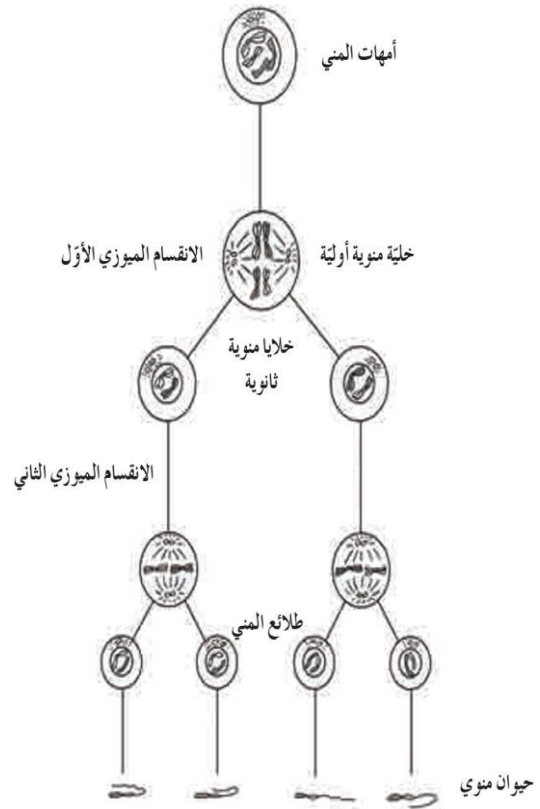 أمهات المني
خليّة منوية أوليّة
الانقسام الميوزي الأوّل
خلايا منوية
ثانوية
الانقسام الميوزي الثاني
طلائع المني
حيوان منوي